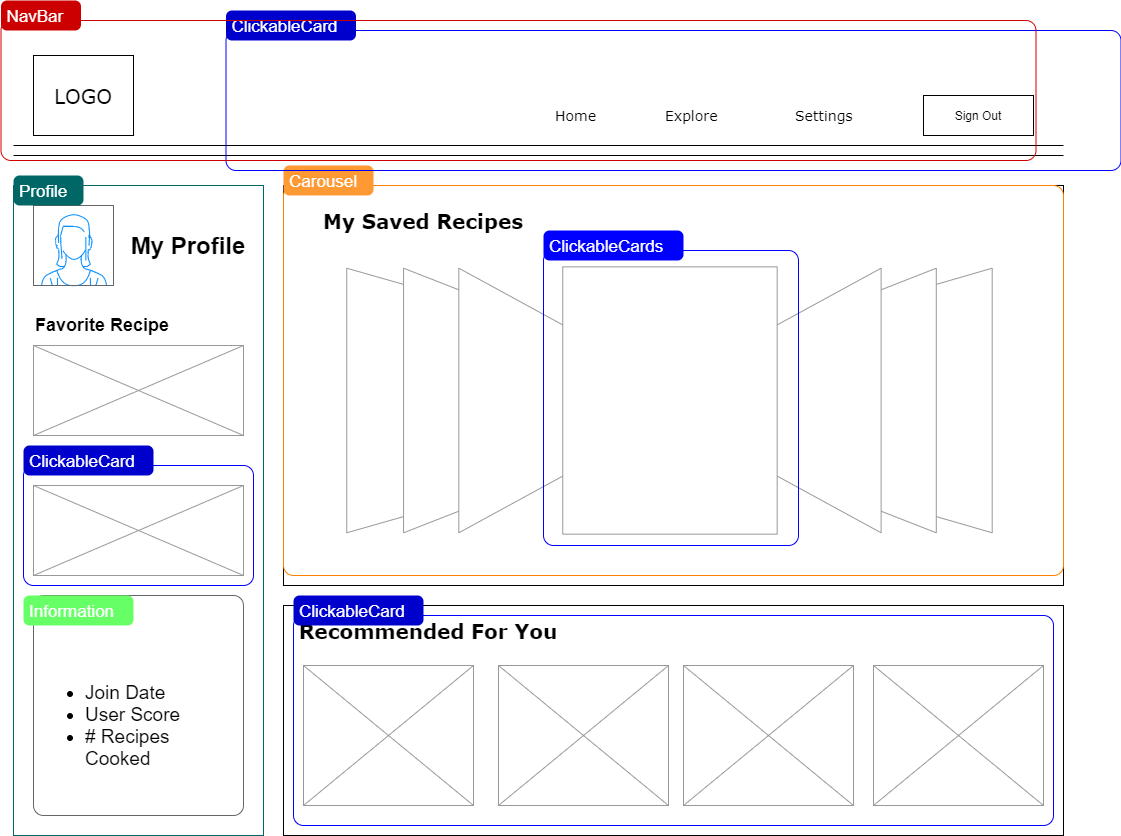 NavBar
ClickableCard
LOGO
Home
Explore
Settings
Sign Out
Profile
My Profile
Favorite Recipe
ClickableCard
Information
Join Date
User Score
# Recipes
Cooked
Carousel
My Saved Recipes
ClickableCards
ClickableCard
Recommended For You